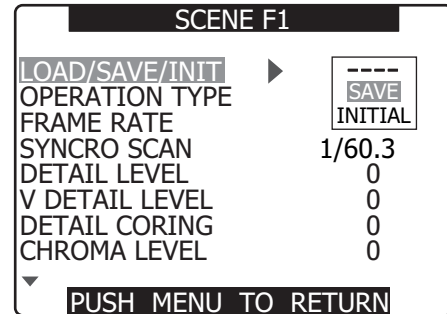 SCENE F1
LOAD/SAVE/INIT ----
OPERATION TYPE SAVE
FRAME RATE INITIAL
SYNCRO SCAN 1/60.3
DETAIL LEVEL 0
V DETAIL LEVEL 0
DETAIL CORING 0
CHROMA LEVEL 0
PUSH MENU TO RETURN